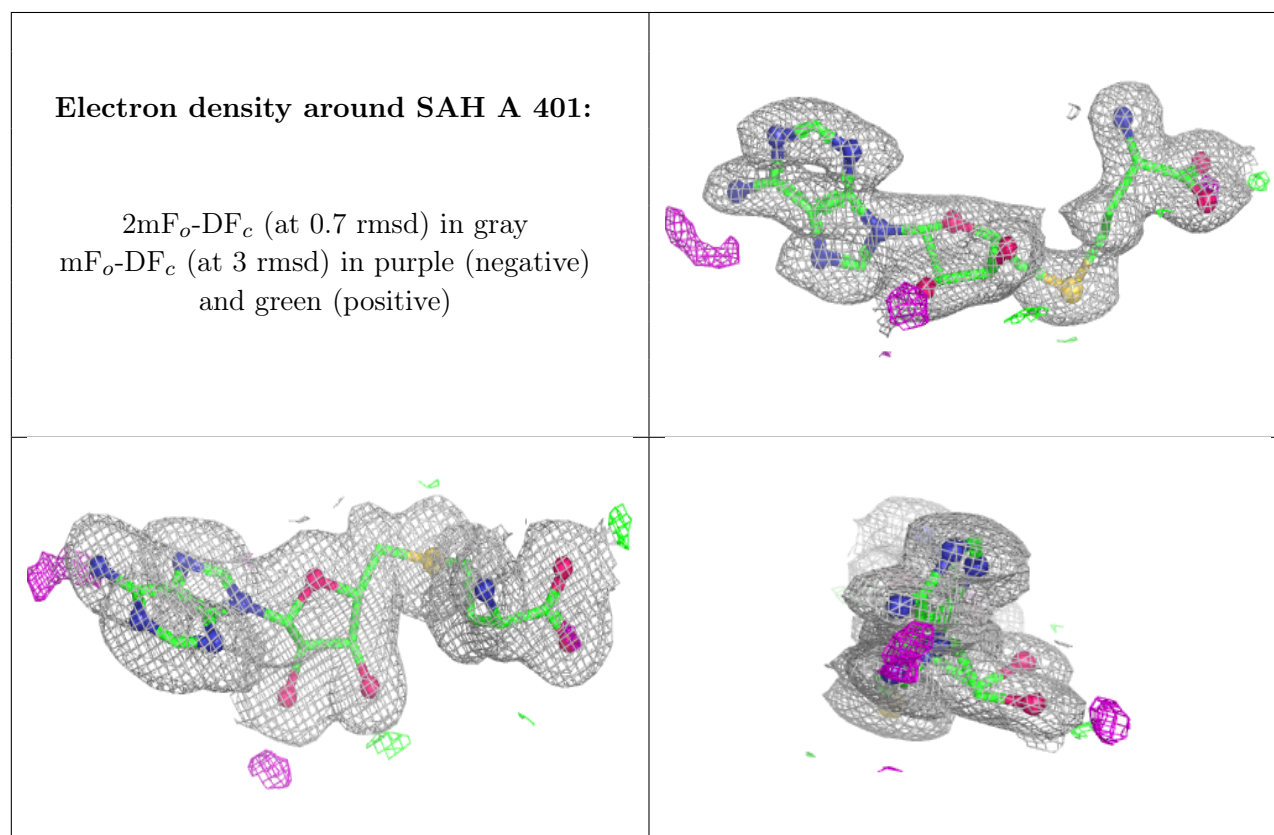 Electron density around SAH A 401:
2mFo-DFc (at 0.7 rmsd) in gray
mFo-DFc (at 3 rmsd) in purple (negative)
and green (positive)